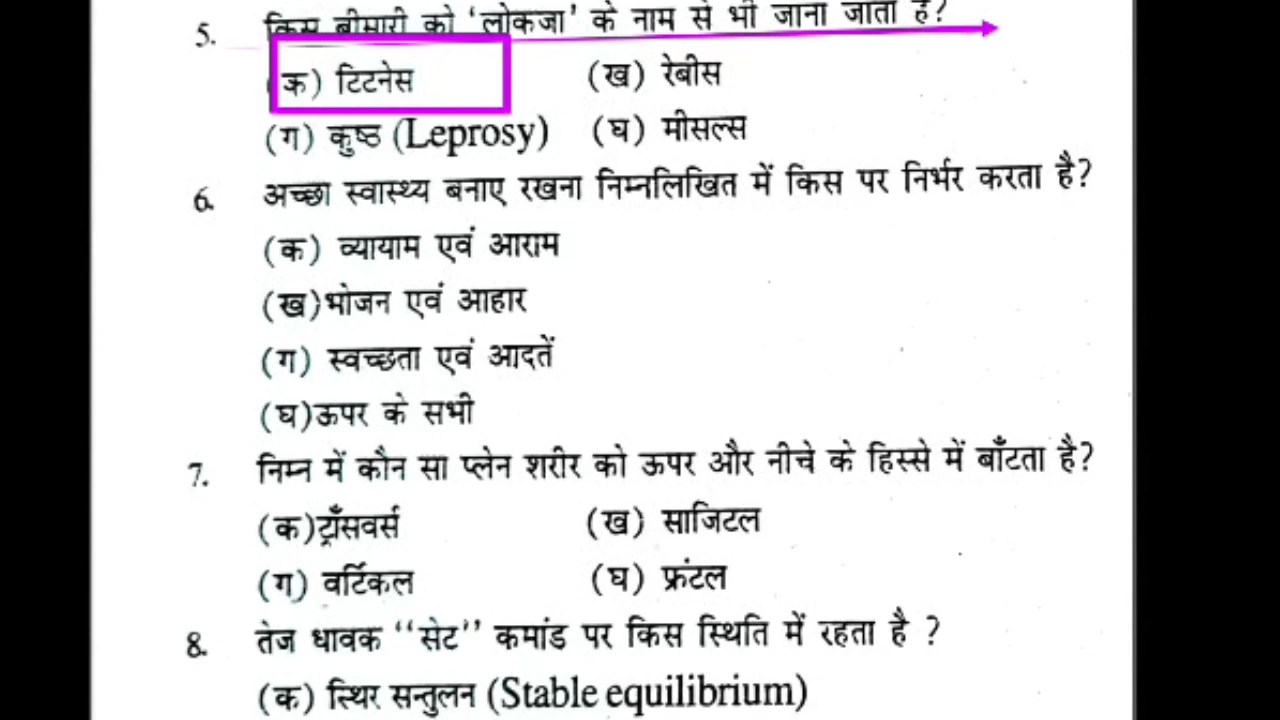 5. किस बीमारी को 'लोकजा' के नाम से भी जाना जाता है?
(क) टिटनेस (ख) रेबीस
(ग) कुष्ठ (Leprosy) (घ) मीसल्स
6. अच्छा स्वास्थ्य बनाए रखना निम्नलिखित में किस पर निर्भर करता है?
(क) व्यायाम एवं आराम
(ख)भोजन एवं आहार
(ग) स्वच्छता एवं आदतें
(घ)ऊपर के सभी
7. निम्न में कौन सा प्लेन शरीर को ऊपर और नीचे के हिस्से में बाँटता है?
(क)ट्राँसवर्स (ख) साजिटल
(ग) वर्टिकल (घ) फ्रंटल
8. तेज धावक "सेट" कमांड पर किस स्थिति में रहता है ?
(क) स्थिर सन्तुलन (Stable equilibrium)